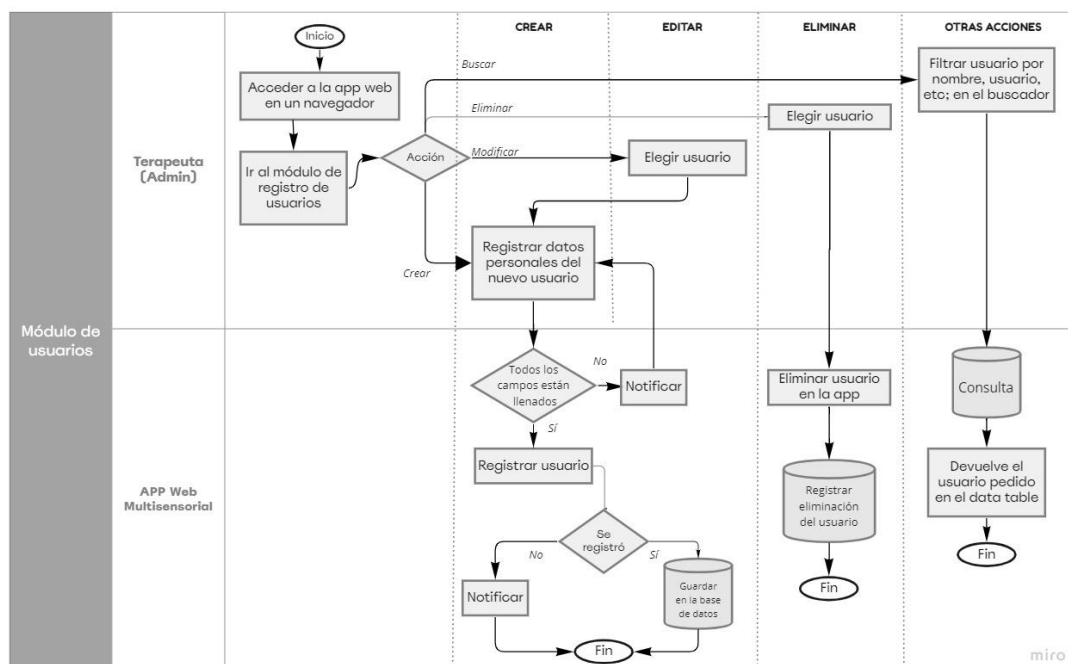 CREAR
EDITAR
ELIMINAR
OTRAS ACCIONES
Módulo de
usuarios
Terapeuta
(Admin)
Inicio
Acceder a la app web
en un navegador
Ir al módulo de
registro de
usuarios
Acción
Buscar
Eliminar
Modificar
Crear
Filtrar usuario por
nombre, usuario,
etc; en el buscador
Elegir usuario
Elegir usuario
Registrar datos
personales del
nuevo usuario
APP Web
Multisensorial
Todos los
campos están
llenados
No
Notificar
Sí
Registrar usuario
Se
registró
No
Sí
Notificar
Guardar
en la base
de datos
Fin
Eliminar usuario
en la app
Registrar
eliminación
del usuario
Fin
Consulta
Devuelve el
usuario pedido
en el data table
Fin
miro